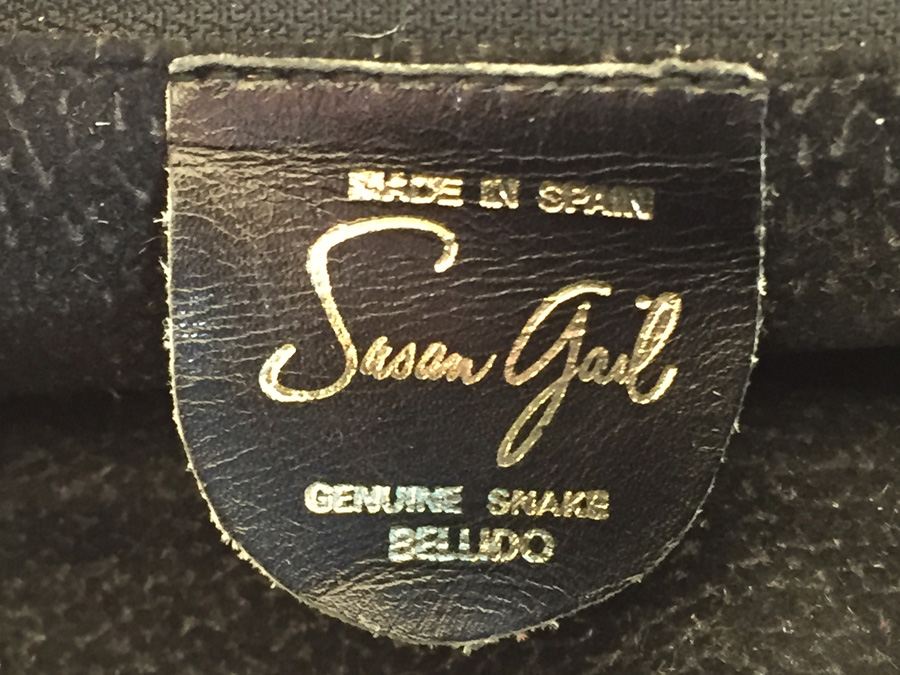 MADE IN SPAIN
Susan Gail
GENUINE SNAKE
BELLIDO